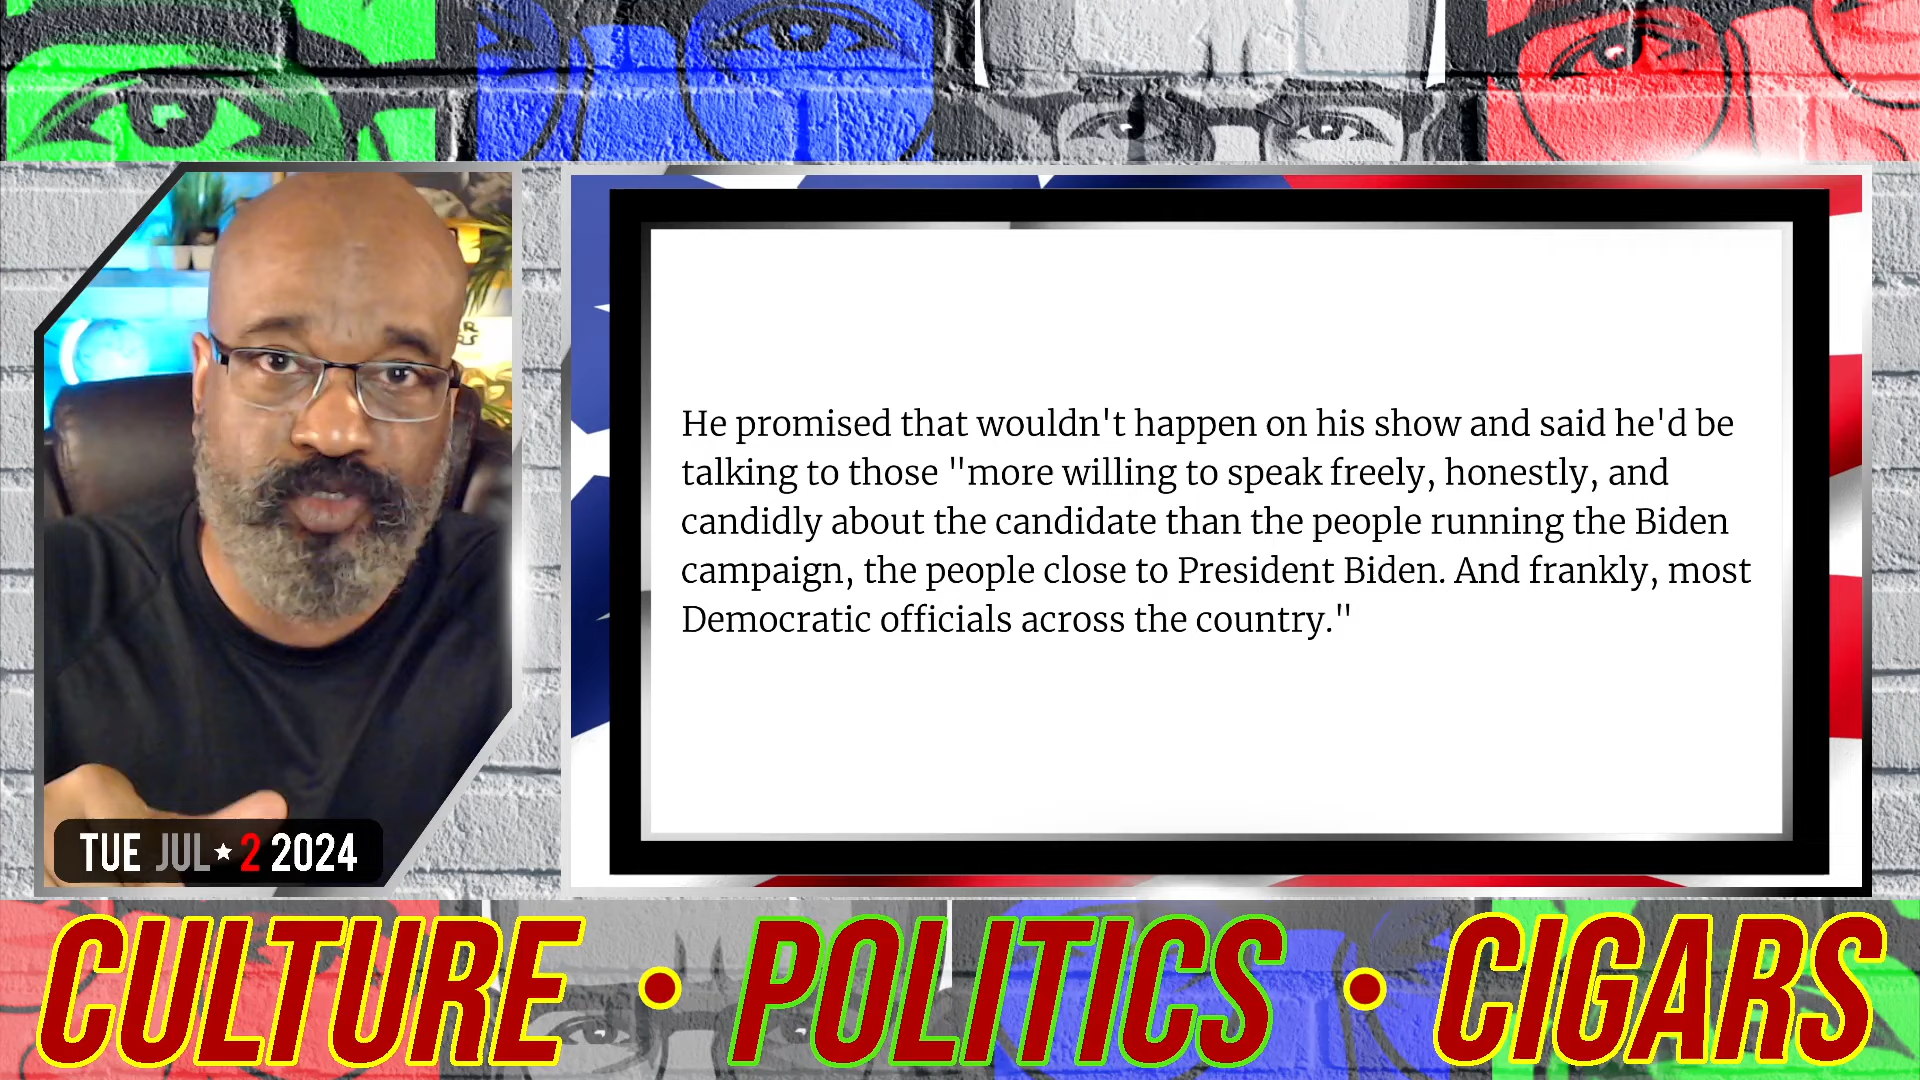 He promised that wouldn't happen on his show and said he'd be
talking to those "more willing to speak freely, honestly, and
candidly about the candidate than the people running the Biden
campaign, the people close to President Biden. And frankly, most
Democratic officials across the country."
TUE JUL★2 2024
CULTURE • POLITICS • CIGARS